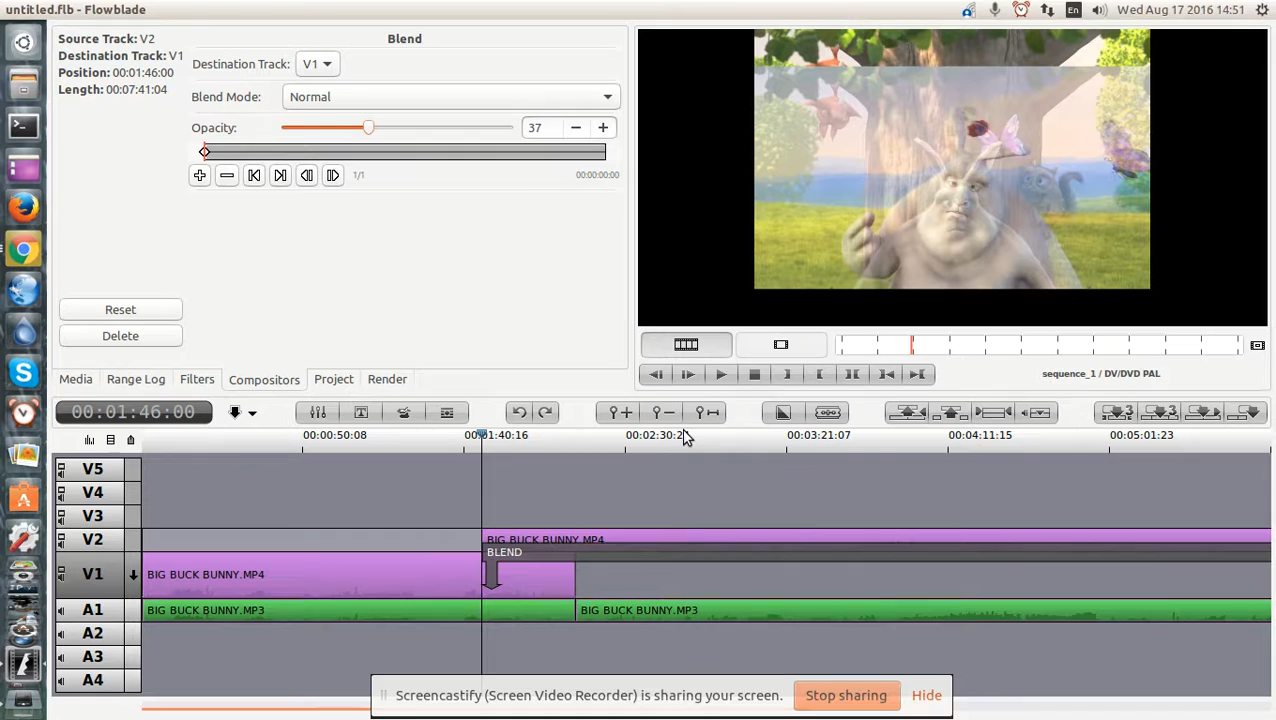 untitled.flb - Flowblade
En
Wed Aug 17 2016 14:51
Source Track: V2
Destination Track: V1
Position: 00:01:46:00
Length: 00:07:41:04
Blend
Destination Track: V1
Blend Mode: Normal
Opacity: 37
1/1
00:00:00:00
Reset
Delete
Media Range Log Filters Compositors Project Render
sequence_1 / DV/DVD PAL
00:01:46:00
3 3
00:00:50:08 00:01:40:16 00:02:30:2 00:03:21:07 00:04:11:15 00:05:01:23
V5
V4
V3
V2 BIG BUCK BUNNY.MP4
BLEND
V1 BIG BUCK BUNNY.MP4
A1 BIG BUCK BUNNY.MP3 BIG BUCK BUNNY.MP3
A2
A3
A4
Screencastify (Screen Video Recorder) is sharing your screen. Stop sharing Hide